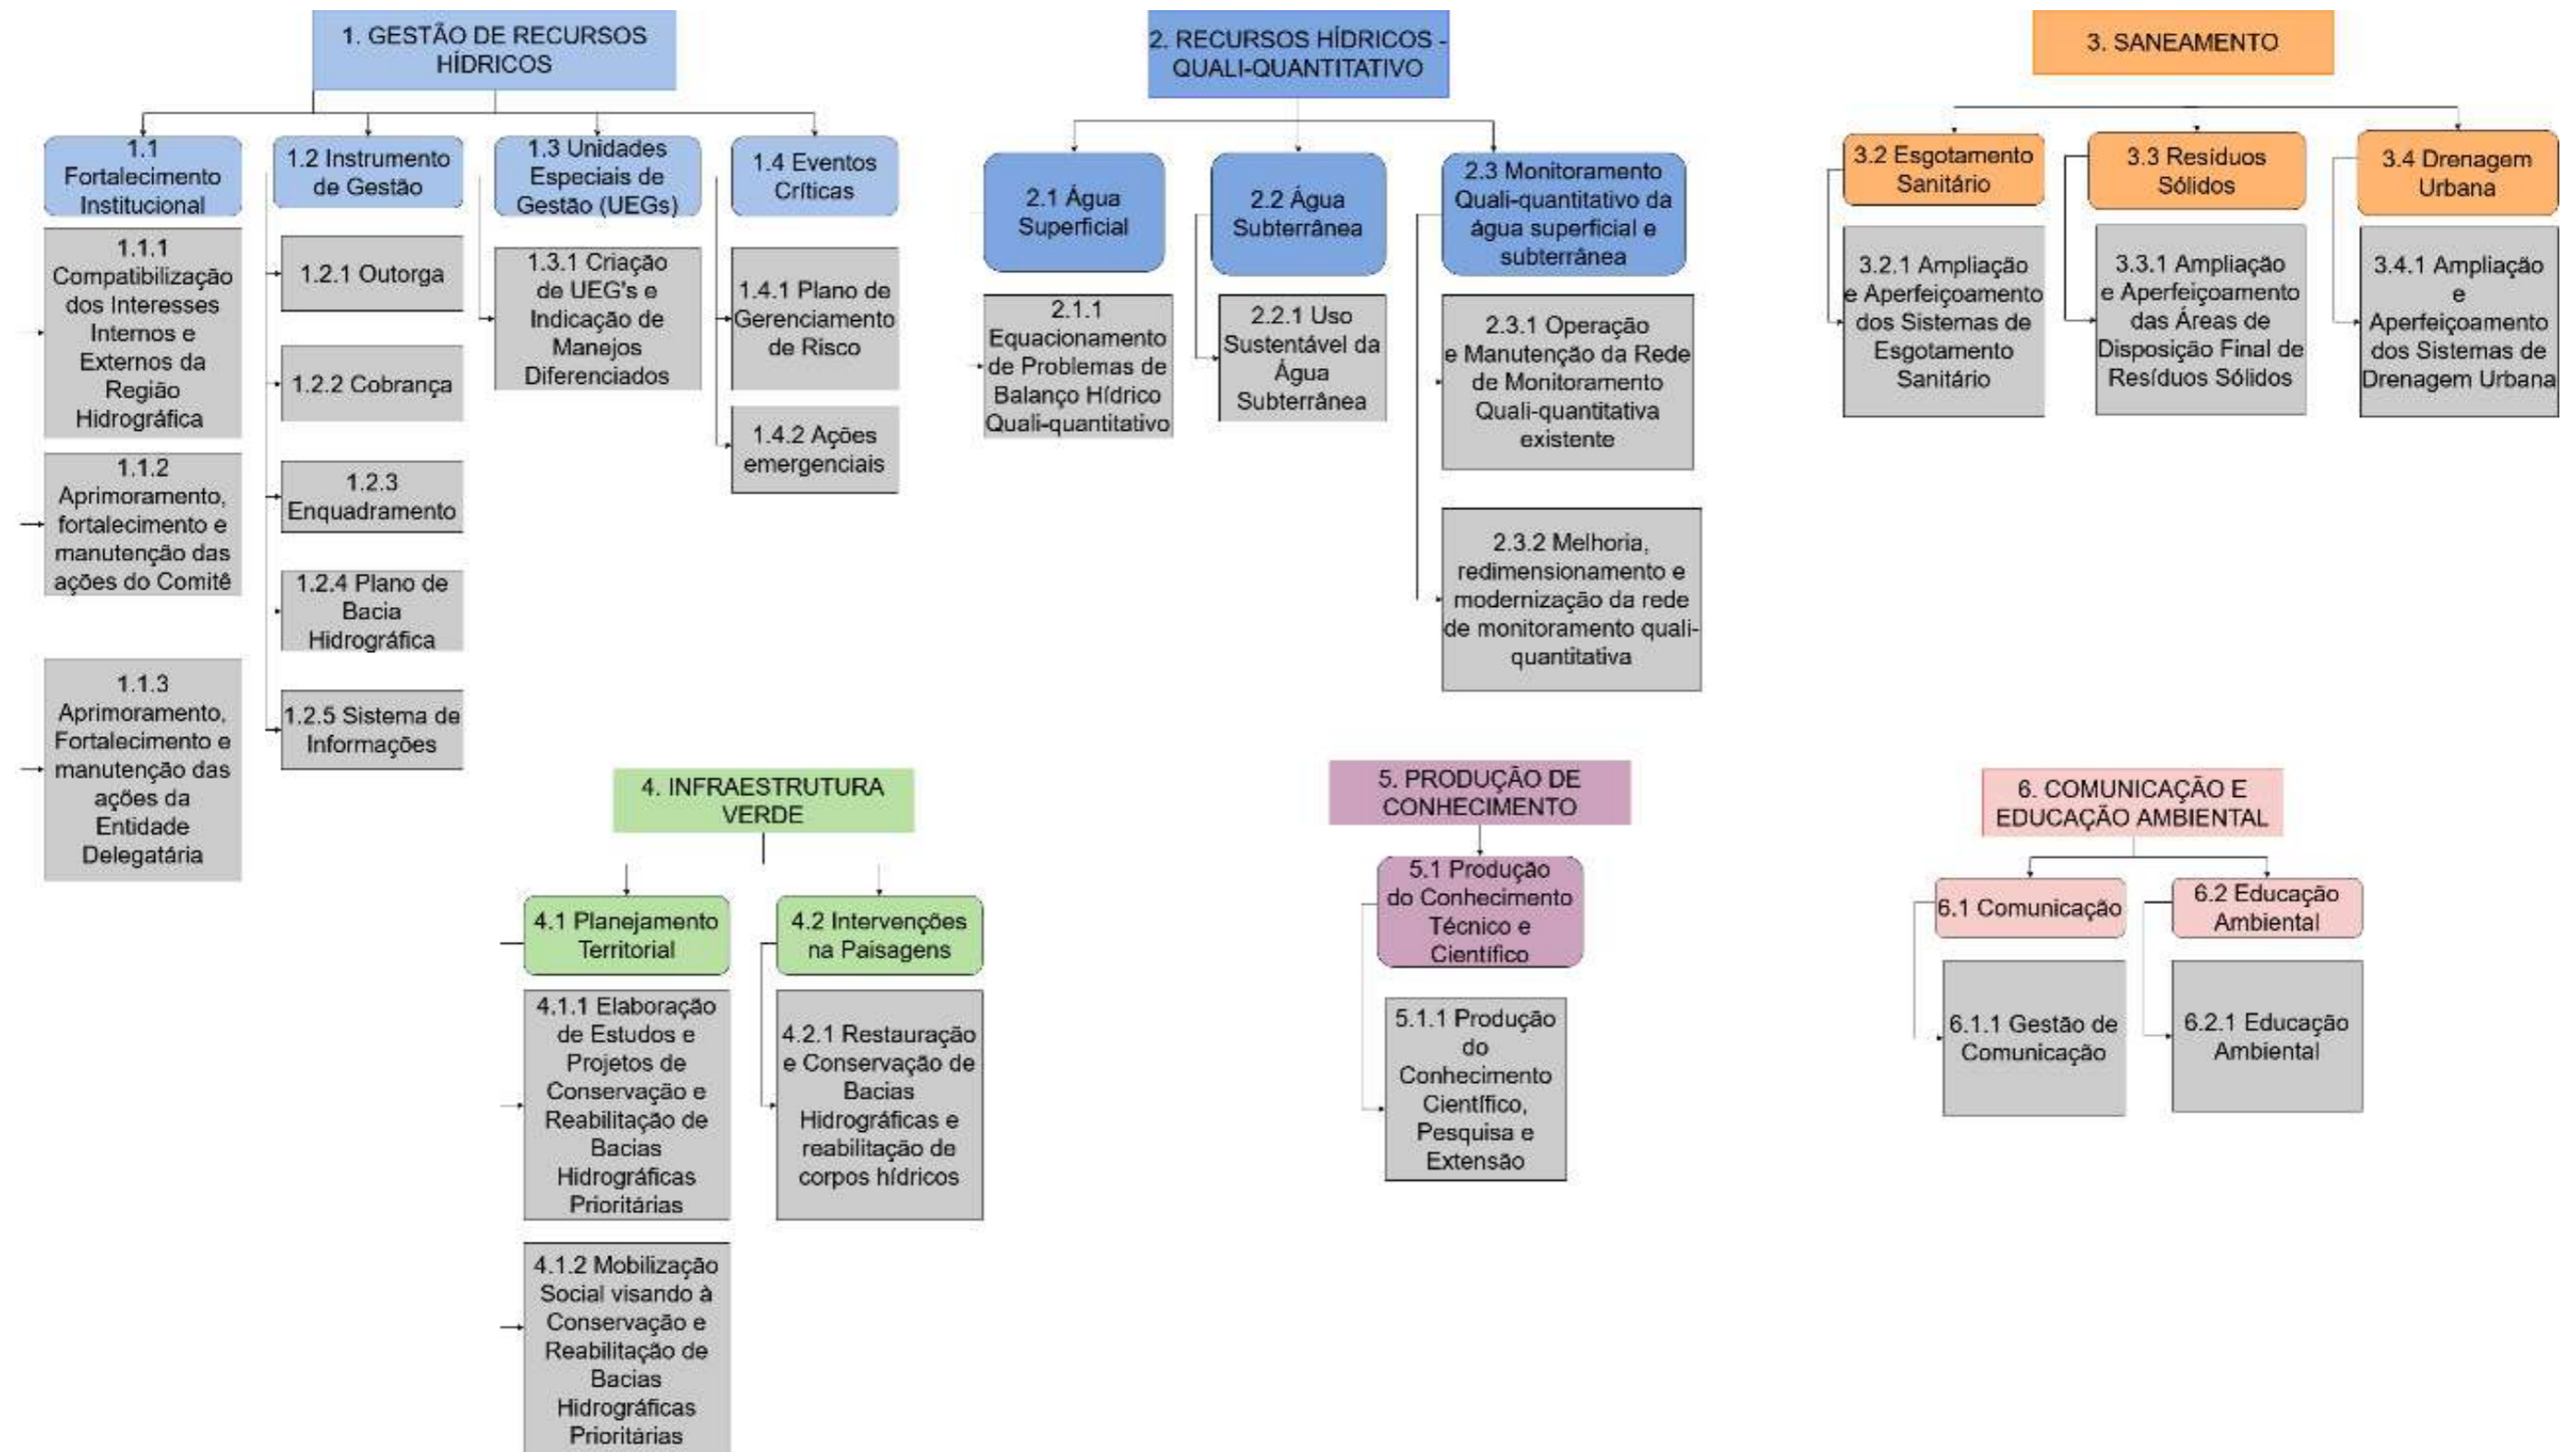 1. GESTÃO DE RECURSOS
HÍDRICOS
1.1
Fortalecimento
Institucional
1.1.1
Compatibilização
dos Interesses
Internos e
Externos da
Região
Hidrográfica
1.1.2
Aprimoramento,
fortalecimento e
manutenção das
ações do Comitê
1.1.3
Aprimoramento,
Fortalecimento e
manutenção das
ações da
Entidade
Delegatária
1.2 Instrumento
de Gestão
1.2.1 Outorga
1.2.2 Cobrança
1.2.3
Enquadramento
1.2.4 Plano de
Bacia
Hidrográfica
1.2.5 Sistema de
Informações
1.3 Unidades
Especiais de
Gestão (UEGs)
1.3.1 Criação
de UEG's e
Indicação de
Manejos
Diferenciados
1.4 Eventos
Críticas
1.4.1 Plano de
Gerenciamento
de Risco
1.4.2 Ações
emergenciais
2. RECURSOS HÍDRICOS -
QUALI-QUANTITATIVO
2.1 Água
Superficial
2.1.1
Equacionamento
de Problemas de
Balanço Hídrico
Quali-quantitativo
2.2 Água
Subterrânea
2.2.1 Uso
Sustentável da
Água
Subterrânea
2.3 Monitoramento
Quali-quantitativo da
água superficial e
subterrânea
2.3.1 Operação
e Manutenção da Rede
de Monitoramento
Quali-quantitativa
existente
2.3.2 Melhoria,
redimensionamento e
modernização da rede
de monitoramento quali-
quantitativa
3. SANEAMENTO
3.2 Esgotamento
Sanitário
3.2.1 Ampliação
e Aperfeiçoamento
dos Sistemas de
Esgotamento
Sanitário
3.3 Resíduos
Sólidos
3.3.1 Ampliação
e Aperfeiçoamento
das Áreas de
Disposição Final de
Resíduos Sólidos
3.4 Drenagem
Urbana
3.4.1 Ampliação
e
Aperfeiçoamento
dos Sistemas de
Drenagem Urbana
4. INFRAESTRUTURA
VERDE
4.1 Planejamento
Territorial
4.1.1 Elaboração
de Estudos e
Projetos de
Conservação e
Reabilitação de
Bacias
Hidrográficas
Prioritárias
4.1.2 Mobilização
Social visando à
Conservação e
Reabilitação de
Bacias
Hidrográficas
Prioritárias
4.2 Intervenções
na Paisagens
4.2.1 Restauração
e Conservação de
Bacias
Hidrográficas e
reabilitação de
corpos hídricos
5. PRODUÇÃO DE
CONHECIMENTO
5.1 Produção
do Conhecimento
Técnico e
Científico
5.1.1 Produção
do
Conhecimento
Científico,
Pesquisa e
Extensão
6. COMUNICAÇÃO E
EDUCAÇÃO AMBIENTAL
6.1 Comunicação
6.1.1 Gestão de
Comunicação
6.2 Educação
Ambiental
6.2.1 Educação
Ambiental